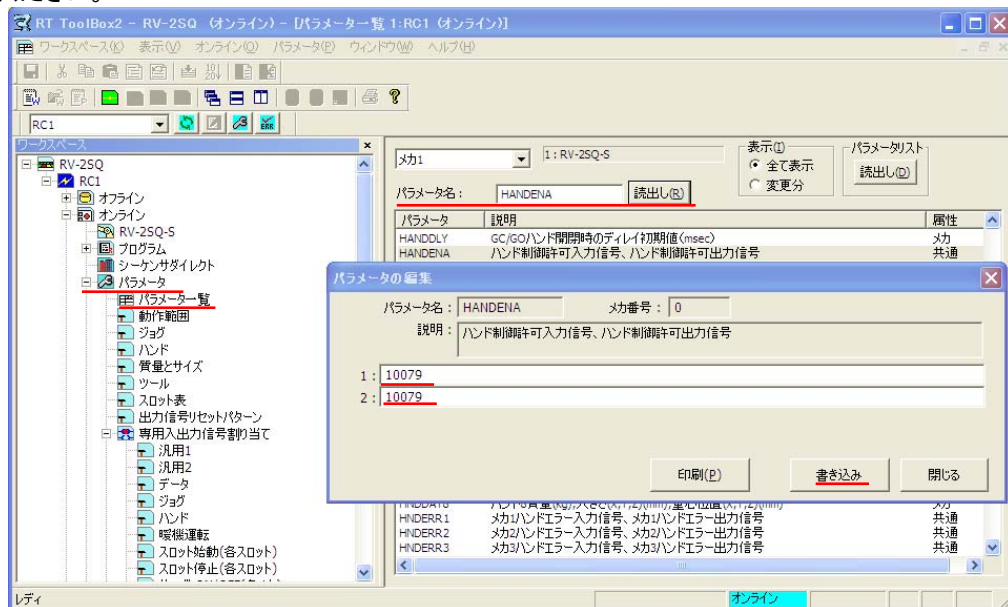 ください。
RT ToolBox2 - RV-2SQ (オンライン) - [パラメーター覧 1:RC1 (オンライン)]
ワークスペース(K) 表示(V) オンライン(O) パラメータ(P) ウィンドウ(W) ヘルプ(H)
RC1
ワークスペース
RV-2SQ
RC1
オフライン
オンライン
RV-2SQ-S
プログラム
シーケンサダイレクト
パラメータ
パラメーター覧
動作範囲
ジョグ
ハンド
質量とサイズ
ツール
スロット表
出力信号リセットパターン
専用入出力信号割り当て
汎用1
汎用2
データ
ジョグ
ハンド
暖機運転
スロット始動(各スロット)
スロット停止(各スロット)
メカ1
1 : RV-2SQ-S
表示(I)
全て表示
変更分
パラメータリスト
読出し(D)
パラメータ名 : HANDENA 読出し(R)
パラメータ 説明 属性
HANDDLY GC/GOハンド開閉時のディレイ初期値(msec) メカ
HANDENA ハンド制御許可入力信号、ハンド制御許可出力信号 共通
パラメータの編集
パラメータ名 : HANDENA メカ番号 : 0
説明 : ハンド制御許可入力信号、ハンド制御許可出力信号
1 : 10079
2 : 10079
印刷(P) 書き込み 閉じる
HNDERR1 メカ1ハンドエラー入力信号、メカ1ハンドエラー出力信号 共通
HNDERR2 メカ2ハンドエラー入力信号、メカ2ハンドエラー出力信号 共通
HNDERR3 メカ3ハンドエラー入力信号、メカ3ハンドエラー出力信号 共通
レディ オンライン